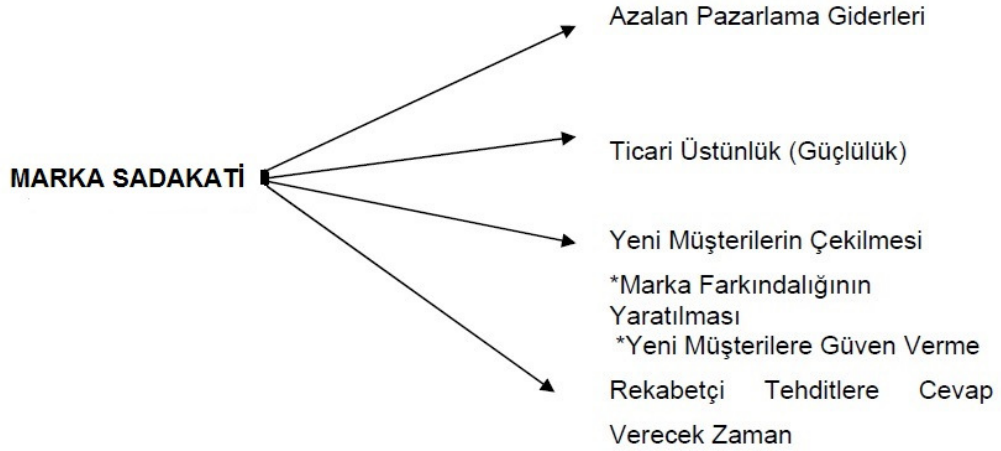 Azalan Pazarlama Giderleri
Ticari Üstünlük (Güçlülük)
MARKA SADAKATİ
Yeni Müşterilerin Çekilmesi
*Marka Farkındalığının
Yaratılması
*Yeni Müşterilere Güven Verme
Rekabetçi Tehditlere Cevap
Verecek Zaman